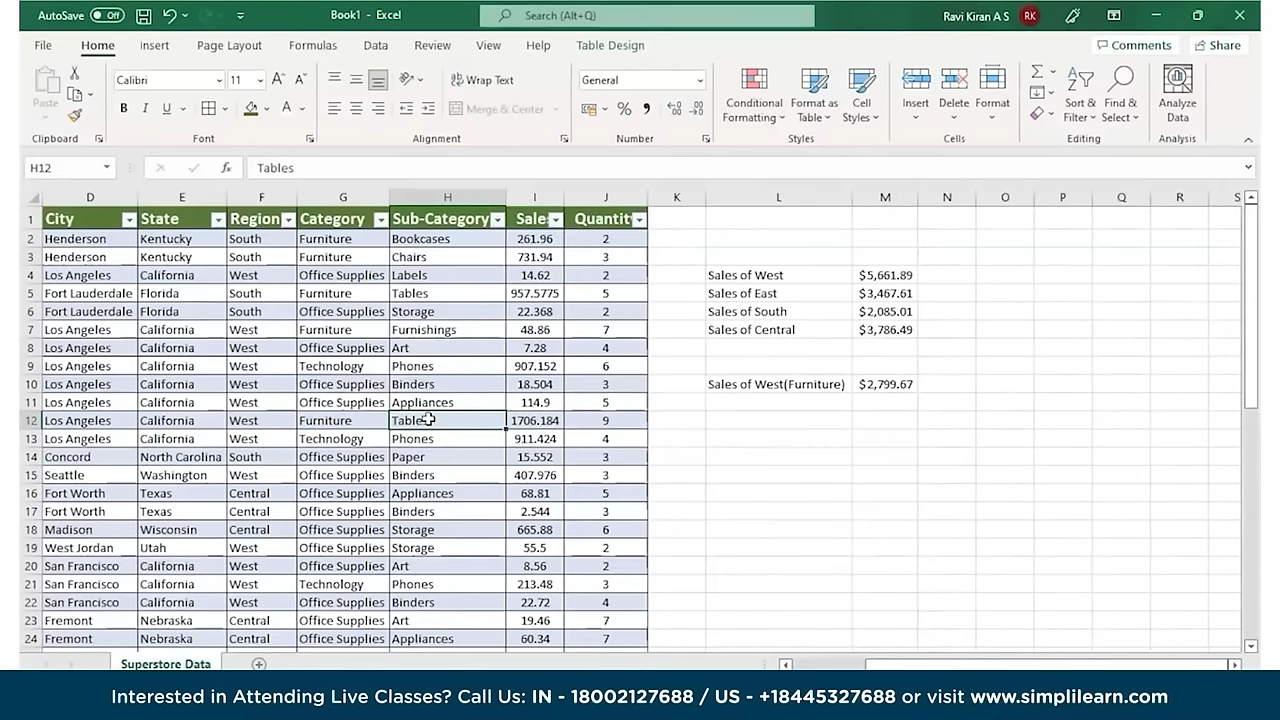 AutoSave Off Book1 - Excel Search (Alt+Q) Ravi Kiran A S RK
File Home Insert Page Layout Formulas Data Review View Help Table Design Comments Share
Paste Calibri 11 A A Wrap Text General Conditional Formatting Format as Table Cell Styles Insert Delete Format Sort & Filter Find & Select Analyze Data
B I U A Merge & Center % ,
Clipboard Font Alignment Number Styles Cells Editing Analysis
H12 fx Tables
D E F G H I J K L M N O P Q R S
1 City State Region Category Sub-Category Sale Quantit
2 Henderson Kentucky South Furniture Bookcases 261.96 2
3 Henderson Kentucky South Furniture Chairs 731.94 3
4 Los Angeles California West Office Supplies Labels 14.62 2 Sales of West $5,661.89
5 Fort Lauderdale Florida South Furniture Tables 957.5775 5 Sales of East $3,467.61
6 Fort Lauderdale Florida South Office Supplies Storage 22.368 2 Sales of South $2,085.01
7 Los Angeles California West Furniture Furnishings 48.86 7 Sales of Central $3,786.49
8 Los Angeles California West Office Supplies Art 7.28 4
9 Los Angeles California West Technology Phones 907.152 6
10 Los Angeles California West Office Supplies Binders 18.504 3 Sales of West(Furniture) $2,799.67
11 Los Angeles California West Office Supplies Appliances 114.9 5
12 Los Angeles California West Furniture Table 1706.184 9
13 Los Angeles California West Technology Phones 911.424 4
14 Concord North Carolina South Office Supplies Paper 15.552 3
15 Seattle Washington West Office Supplies Binders 407.976 3
16 Fort Worth Texas Central Office Supplies Appliances 68.81 5
17 Fort Worth Texas Central Office Supplies Binders 2.544 3
18 Madison Wisconsin Central Office Supplies Storage 665.88 6
19 West Jordan Utah West Office Supplies Storage 55.5 2
20 San Francisco California West Office Supplies Art 8.56 2
21 San Francisco California West Technology Phones 213.48 3
22 San Francisco California West Office Supplies Binders 22.72 4
23 Fremont Nebraska Central Office Supplies Art 19.46 7
24 Fremont Nebraska Central Office Supplies Appliances 60.34 7
Superstore Data
Interested in Attending Live Classes? Call Us: IN - 18002127688 / US - +18445327688 or visit www.simplilearn.com